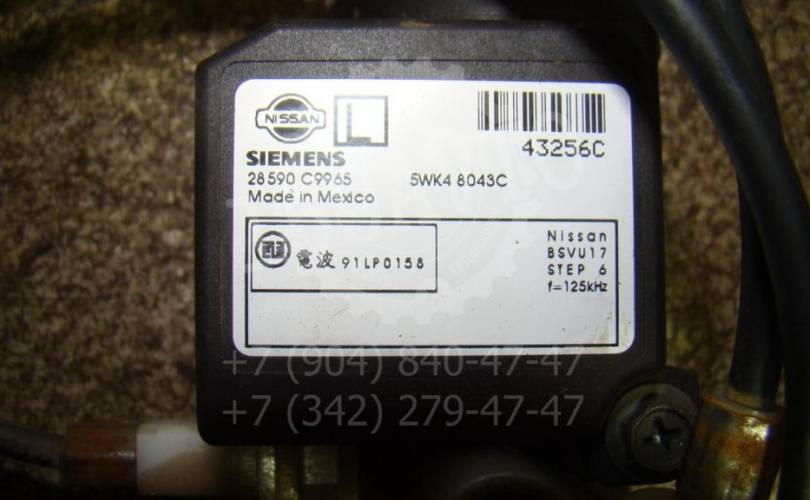 NISSAN
L
43256C
SIEMENS
28590 C9965 5WK4 8043C
Made in Mexico
電波 91LP0158
Nissan
BSVU17
STEP 6
f=125kHz
+7 (904) 840-47-47
+7 (342) 279-47-47